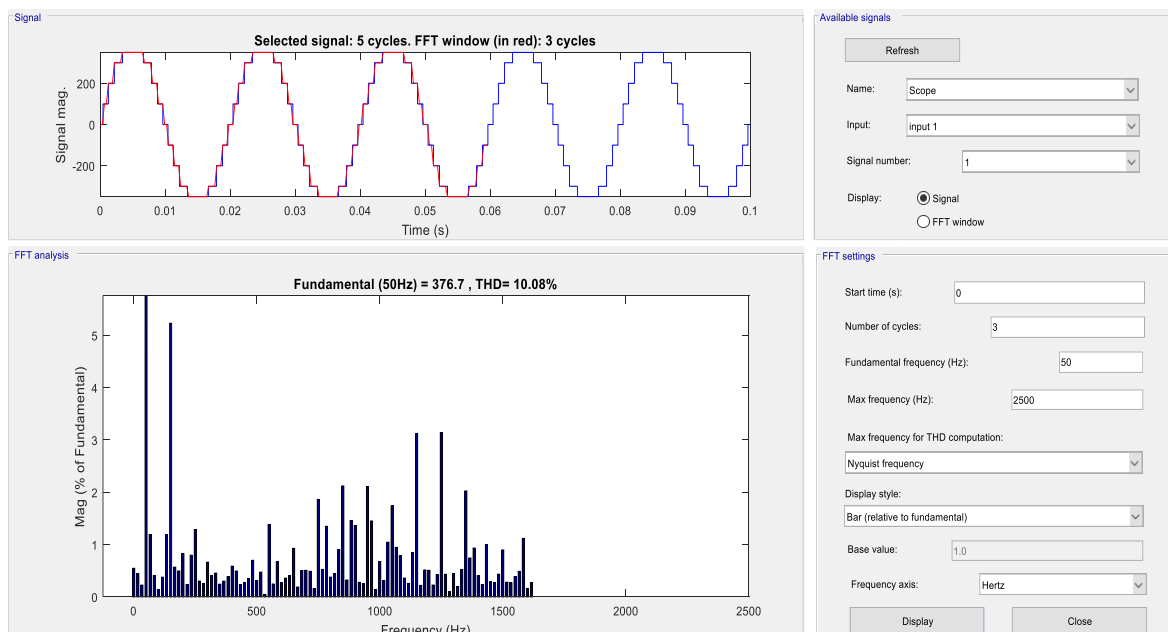 Signal
Selected signal: 5 cycles. FFT window (in red): 3 cycles
Signal mag.
200
0
-200
0 0.01 0.02 0.03 0.04 0.05 0.06 0.07 0.08 0.09 0.1
Time (s)
Available signals
Refresh
Name: Scope
Input: input 1
Signal number: 1
Display: Signal
FFT window
FFT analysis
Fundamental (50Hz) = 376.7 , THD= 10.08%
Mag (% of Fundamental)
5
4
3
2
1
0
0 500 1000 1500 2000 2500
Frequency (Hz)
FFT settings
Start time (s): 0
Number of cycles: 3
Fundamental frequency (Hz): 50
Max frequency (Hz): 2500
Max frequency for THD computation:
Nyquist frequency
Display style:
Bar (relative to fundamental)
Base value: 1.0
Frequency axis: Hertz
Display Close